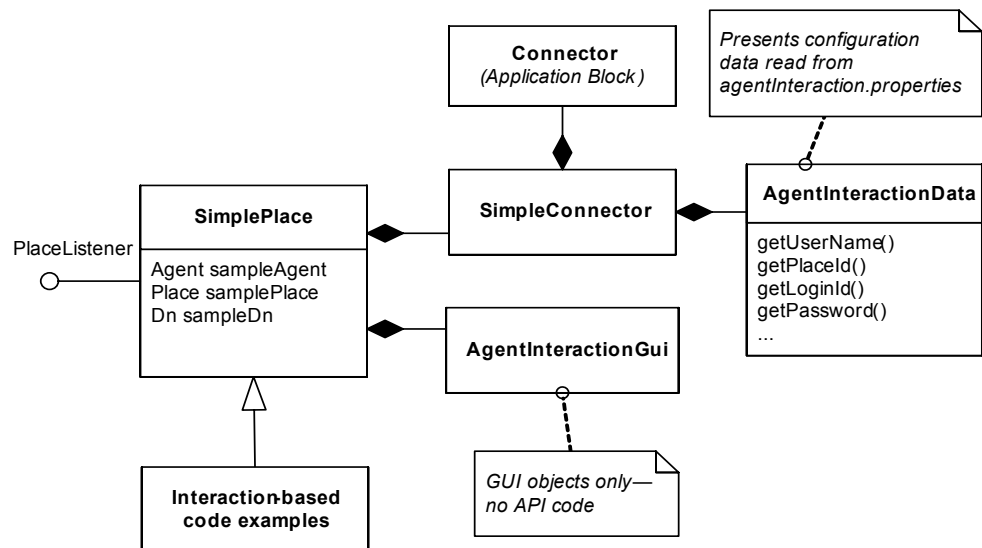 Connector
(Application Block)
Presents configuration
data read from
agentInteraction.properties
SimplePlace
SimpleConnector
AgentInteractionData
PlaceListener
Agent sampleAgent
Place samplePlace
Dn sampleDn
getUserName()
getPlaceId()
getLoginId()
getPassword()
...
AgentInteractionGui
Interaction-based
code examples
GUI objects only—
no API code